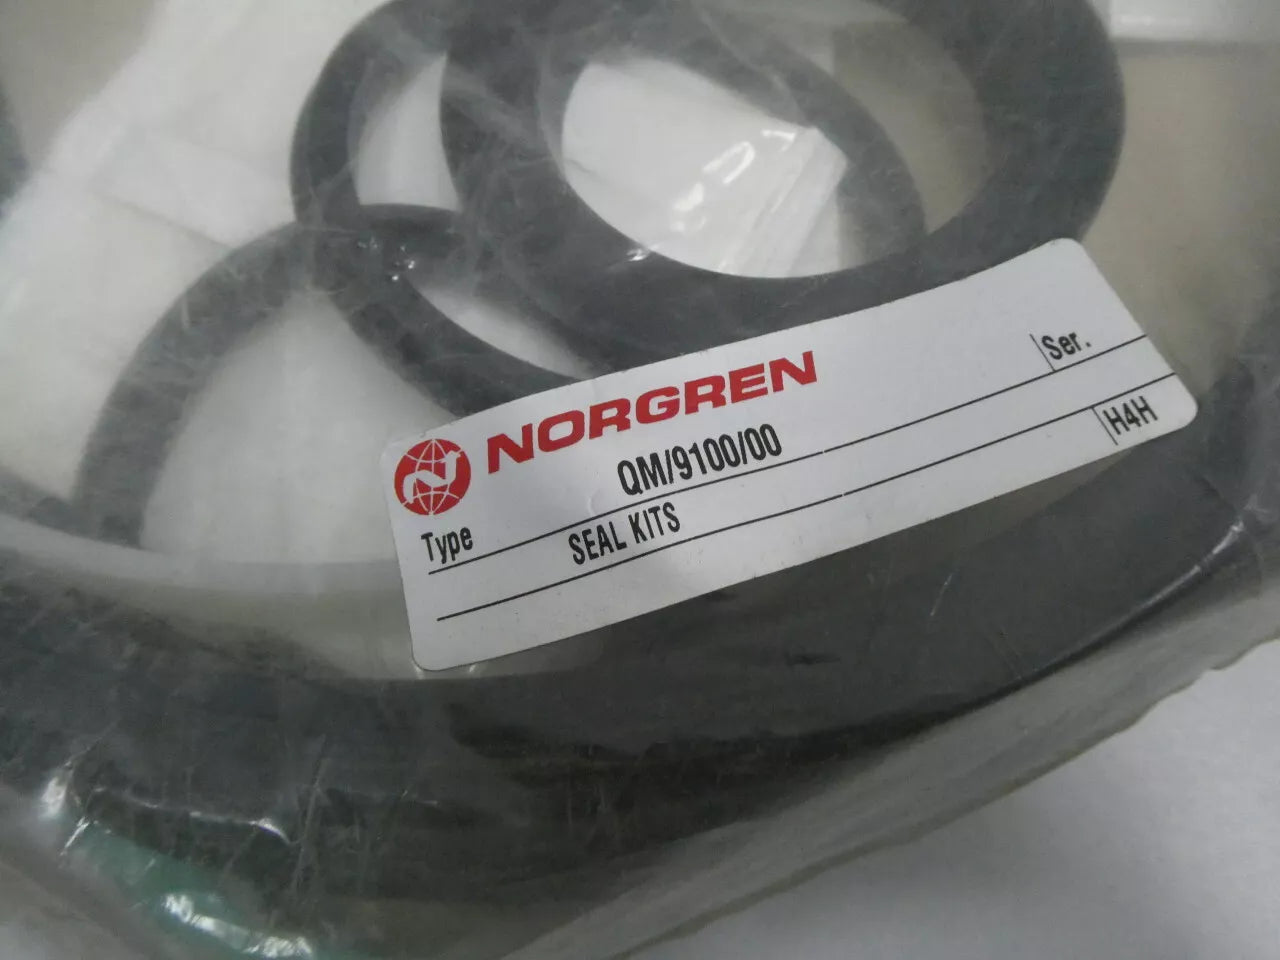 NORGREN
Type QM/9100/00 Ser.
SEAL KITS H4H